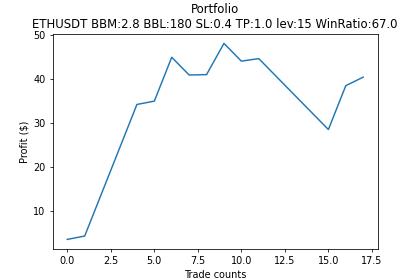 Portfolio
ETHUSDT BBM:2.8 BBL:180 SL:0.4 TP:1.0 lev:15 WinRatio:67.0
50
40
30
20
10
Profit ($)
0.0 2.5 5.0 7.5 10.0 12.5 15.0 17.5
Trade counts